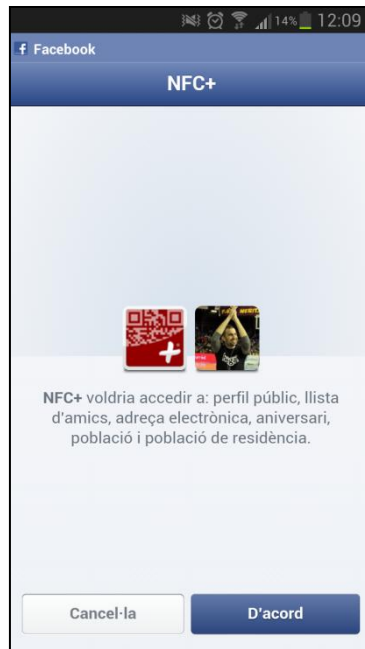 14% 12:09
Facebook
NFC+
NFC+ voldria accedir a: perfil públic, llista
d'amics, adreça electrònica, aniversari,
població i població de residència.
Cancel·la
D'acord